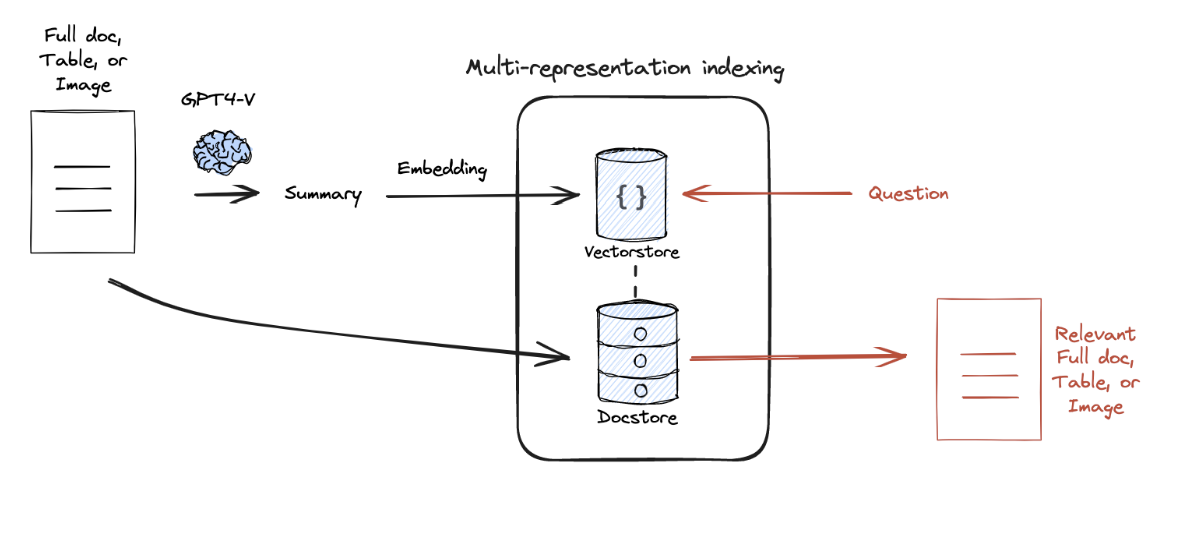 Full doc,
Table, or
Image
GPT4-V
Summary
Embedding
Multi-representation indexing
{}
Vectorstore
Docstore
Question
Relevant
Full doc,
Table, or
Image